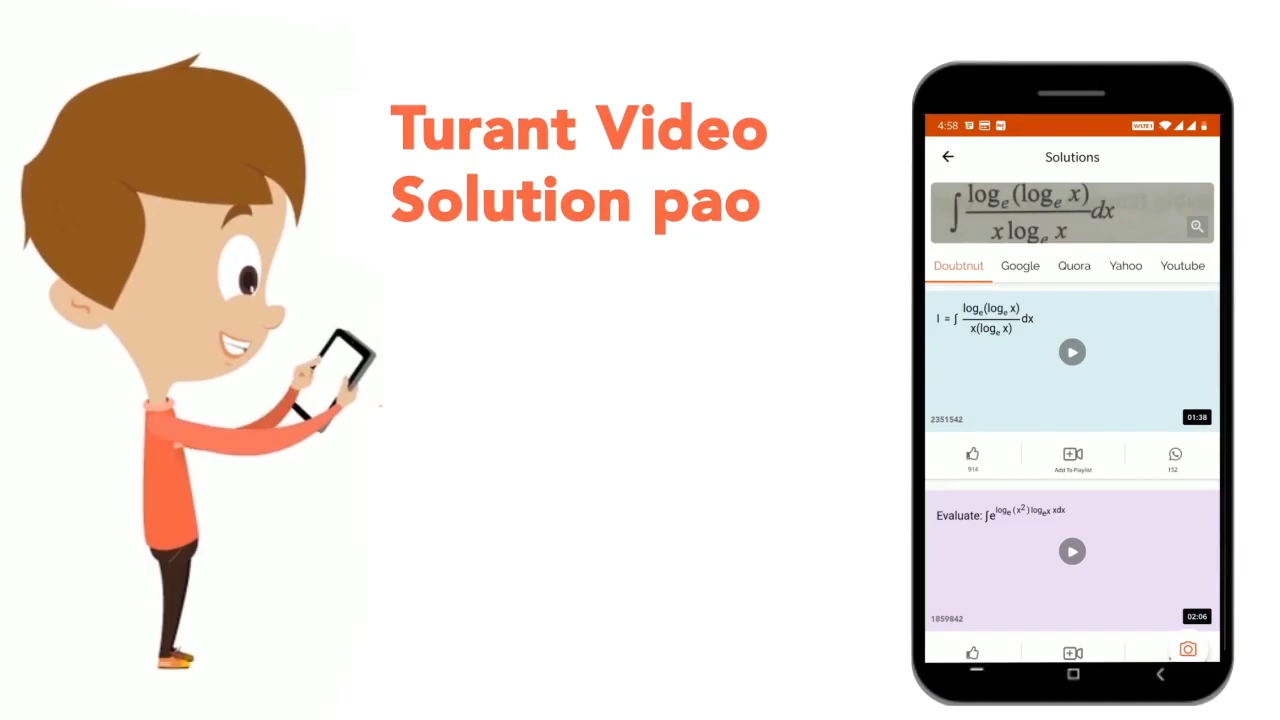 Turant Video
Solution pao
4:58
VoLTE1
Solutions
∫ logₑ(logₑ x) / x logₑ x dx
Doubtnut Google Quora Yahoo Youtube
I = ∫ logₑ(logₑ x) / x(logₑ x) dx
2351542 01:38
914 Add To Playlist 152
Evaluate: ∫e^logₑ(x²)logₑx xdx
1859842 02:06